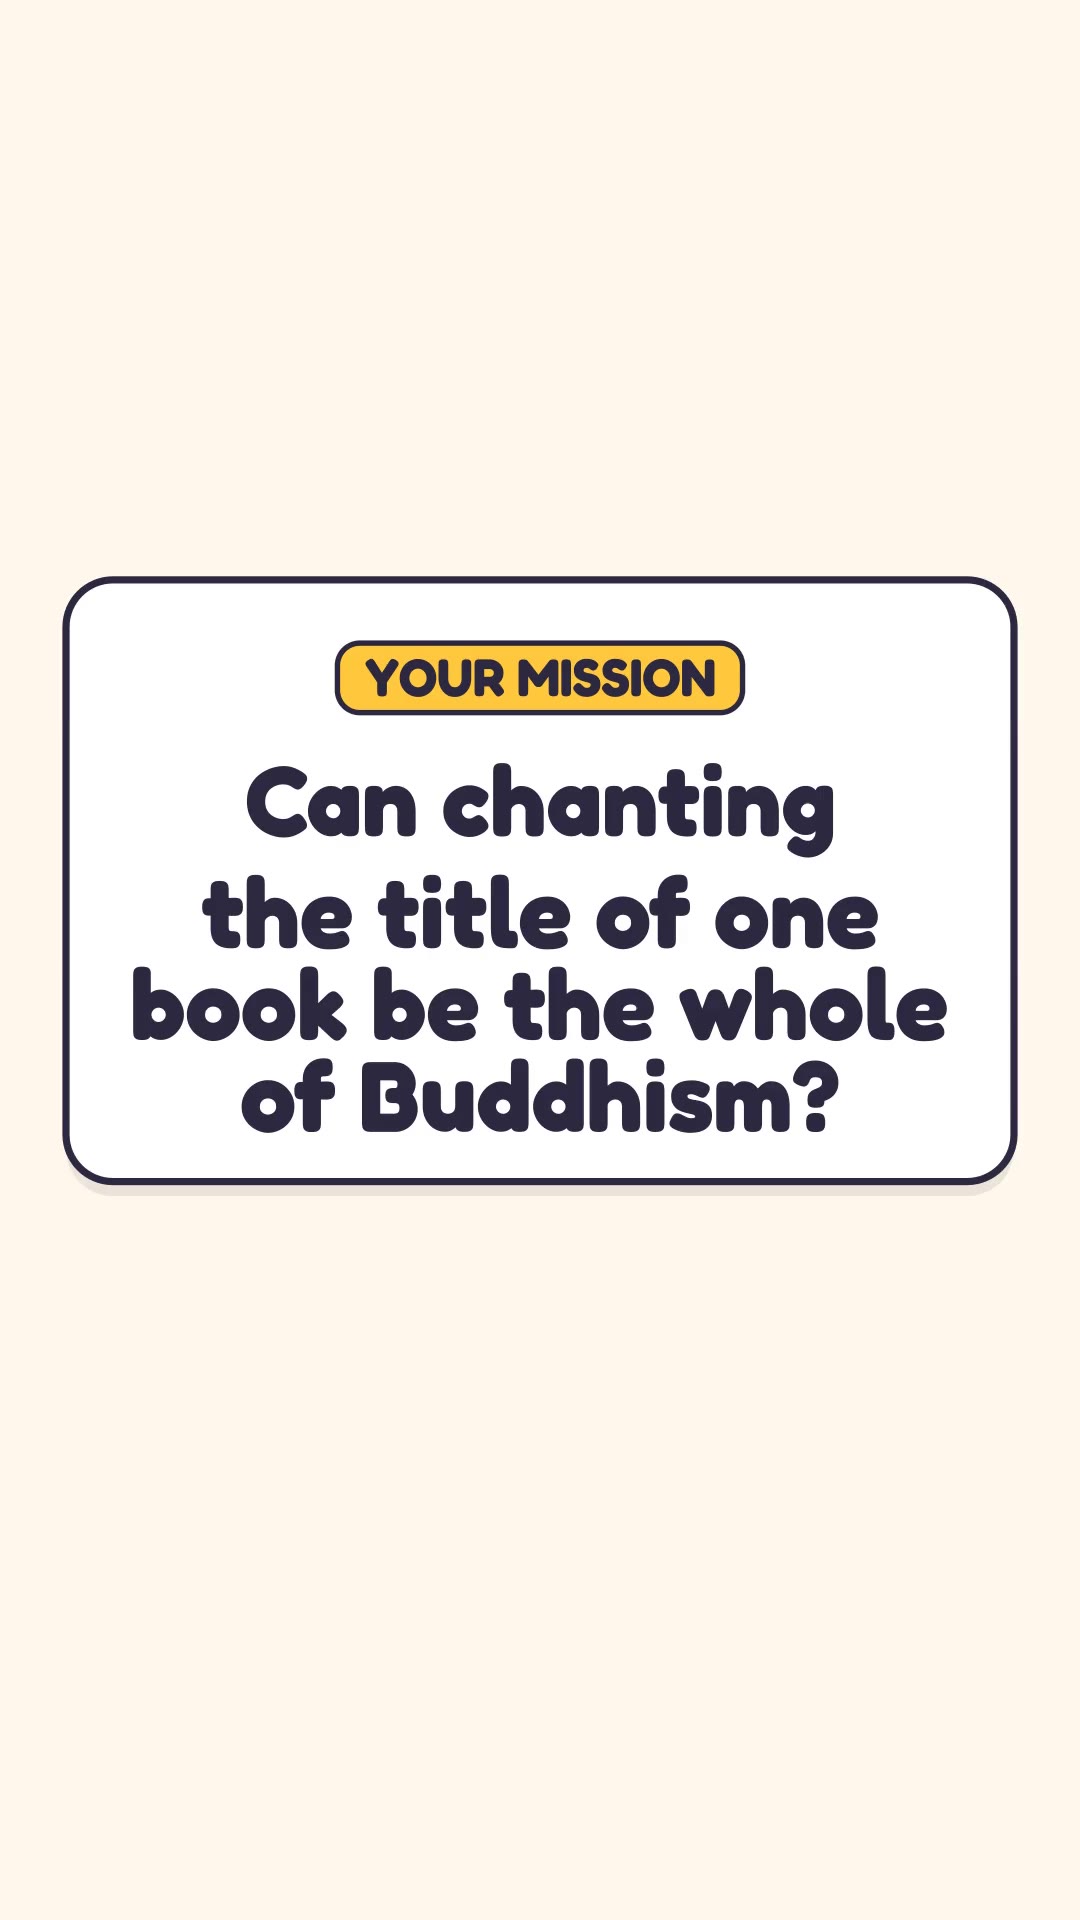 YOUR MISSION
Can chanting
the title of one
book be the whole
of Buddhism?